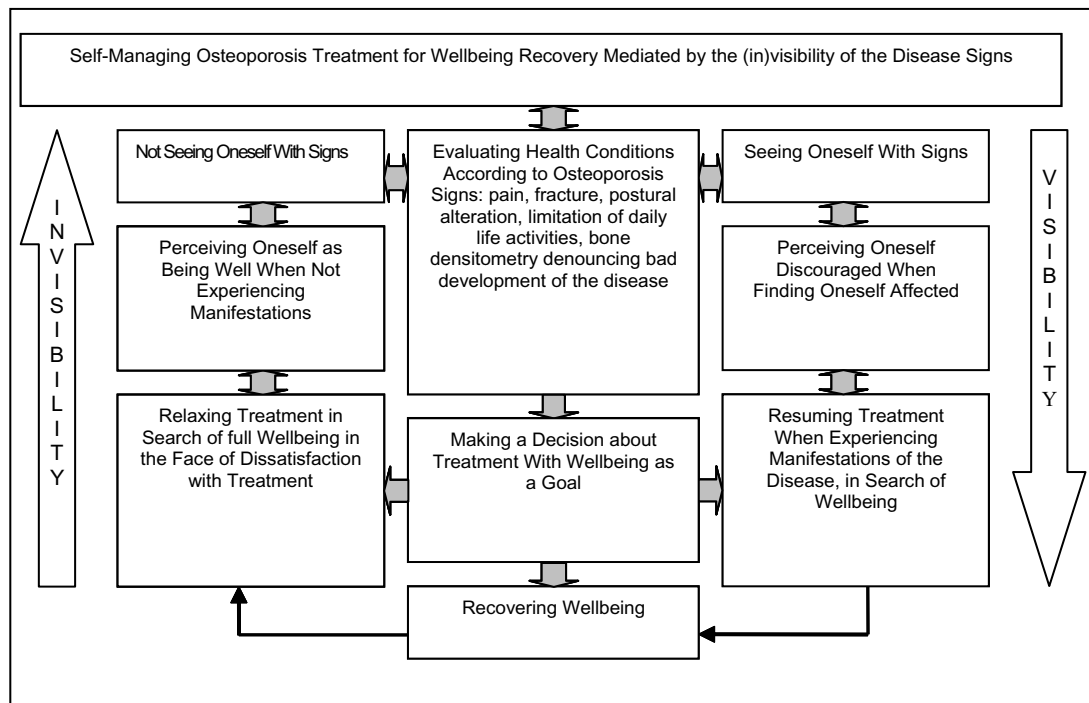 Self-Managing Osteoporosis Treatment for Wellbeing Recovery Mediated by the (in)visibility of the Disease Signs
INVISIBILITY
Not Seeing Oneself With Signs
Perceiving Oneself as
Being Well When Not
Experiencing
Manifestations
Relaxing Treatment in
Search of full Wellbeing in
the Face of Dissatisfaction
with Treatment
Evaluating Health Conditions
According to Osteoporosis
Signs: pain, fracture, postural
alteration, limitation of daily
life activities, bone
densitometry denouncing bad
development of the disease
Making a Decision about
Treatment With Wellbeing as
a Goal
Recovering Wellbeing
Seeing Oneself With Signs
Perceiving Oneself
Discouraged When
Finding Oneself Affected
Resuming Treatment
When Experiencing
Manifestations of the
Disease, in Search of
Wellbeing
VISIBILITY